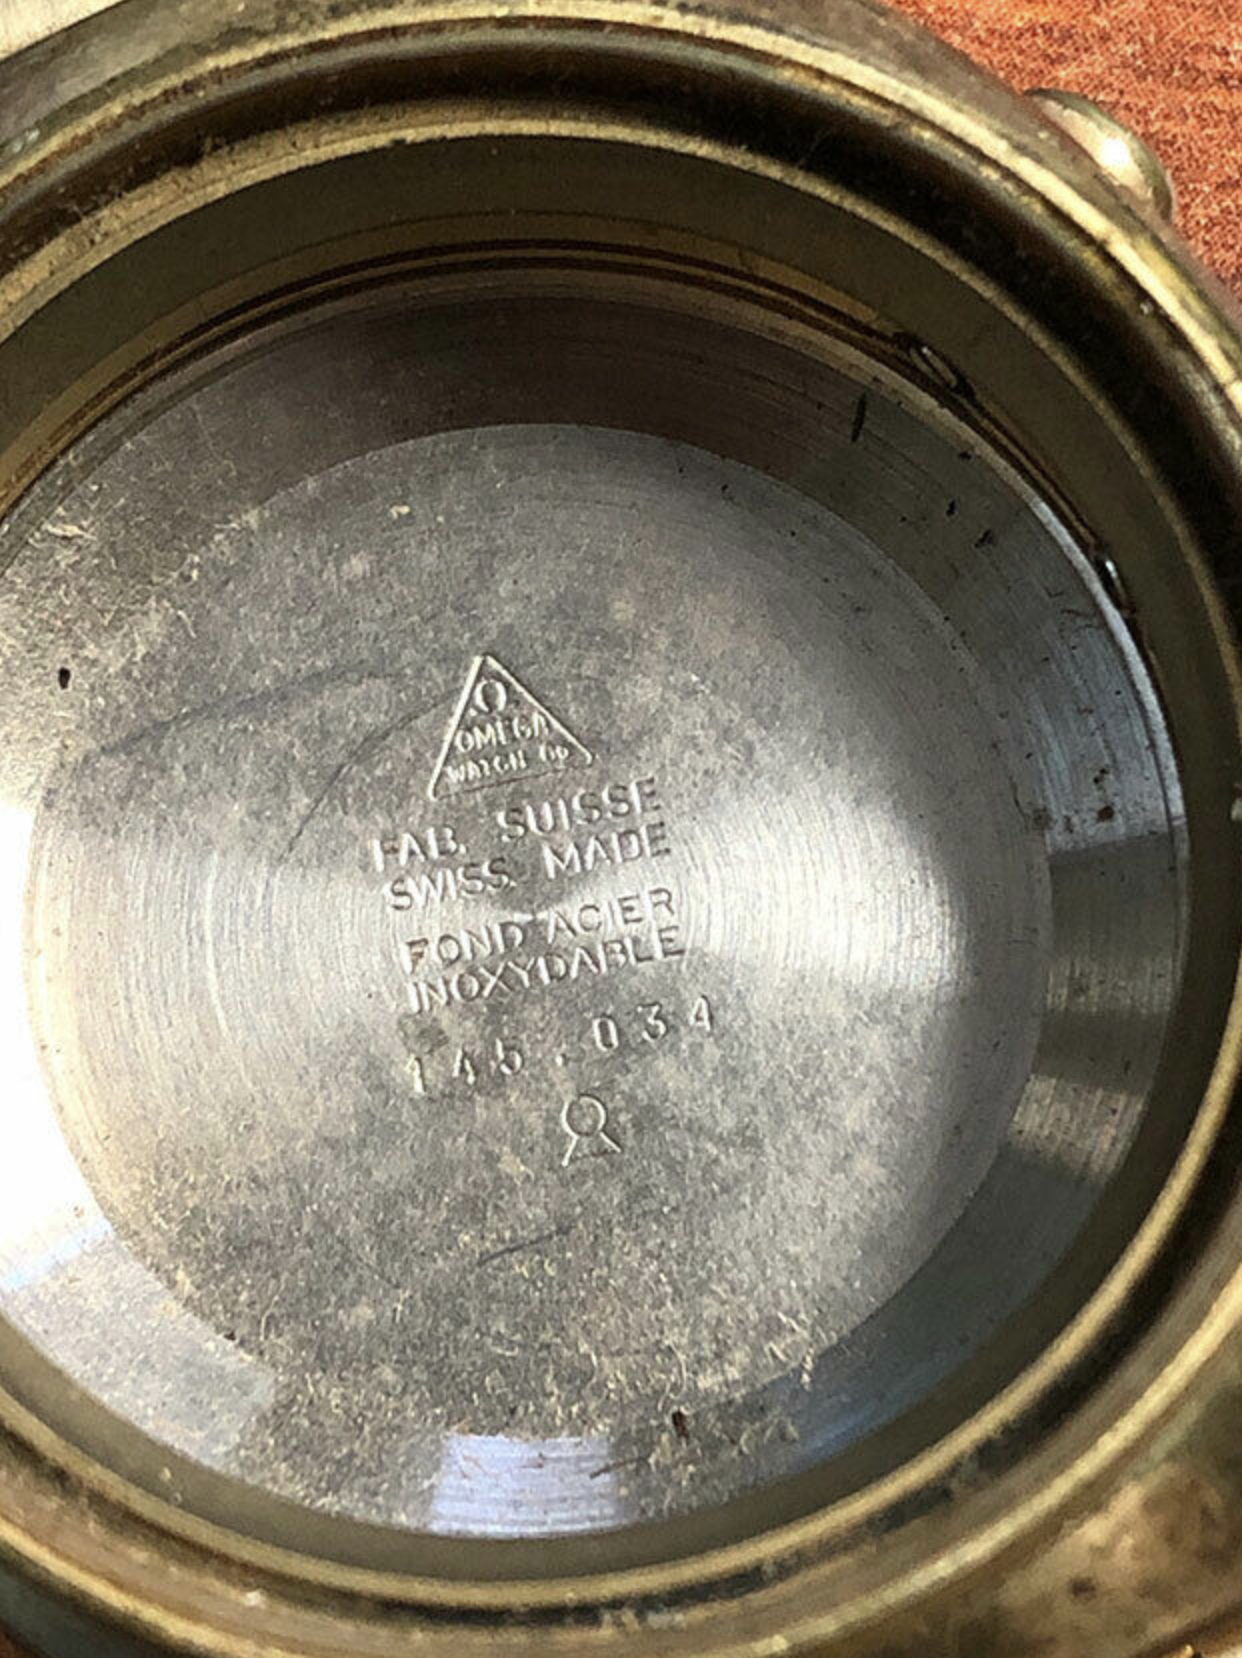 Ω
OMEGA
WATCH Co
FAB. SUISSE
SWISS MADE
FOND ACIER
INOXYDABLE
145.034